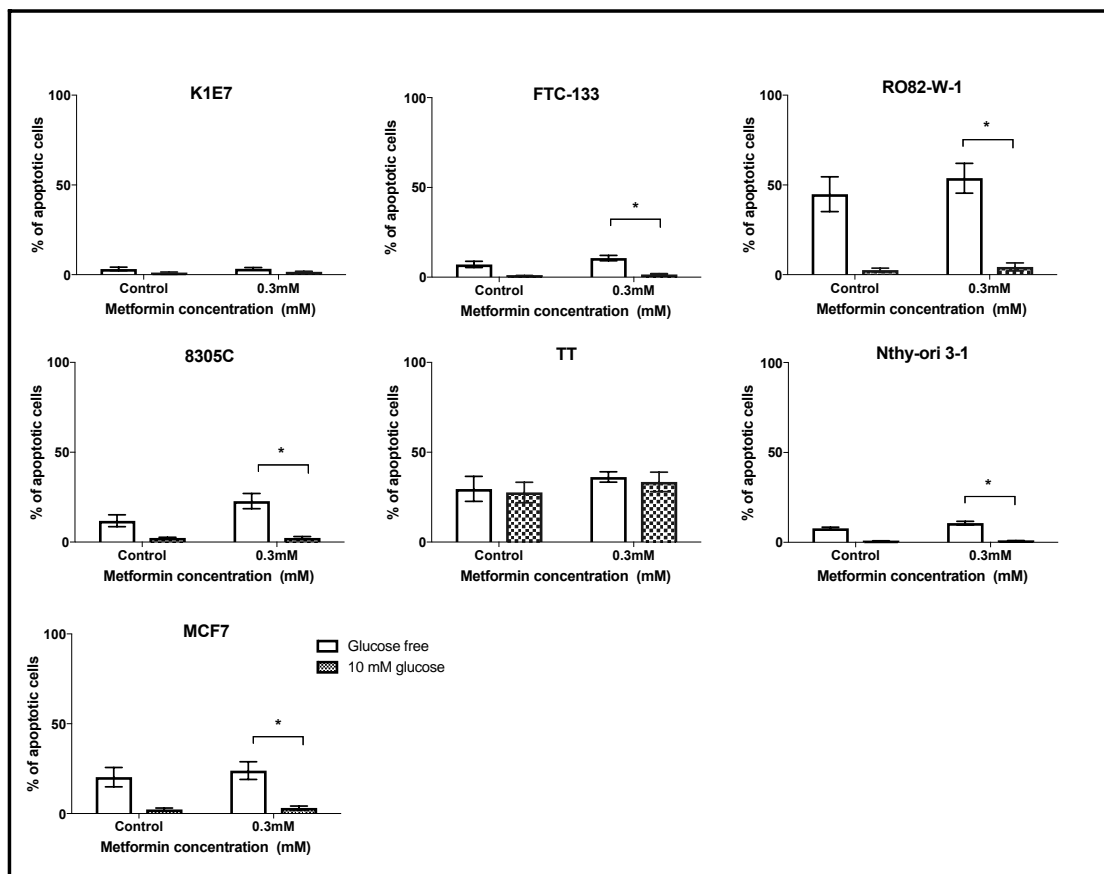 K1E7
% of apoptotic cells
100
50
0
Control
0.3mM
Metformin concentration (mM)
FTC-133
% of apoptotic cells
100
50
0
*
Control
0.3mM
Metformin concentration (mM)
RO82-W-1
% of apoptotic cells
100
50
0
*
Control
0.3mM
Metformin concentration (mM)
8305C
% of apoptotic cells
100
50
0
*
Control
0.3mM
Metformin concentration (mM)
TT
% of apoptotic cells
100
50
0
Control
0.3mM
Metformin concentration (mM)
Nthy-ori 3-1
% of apoptotic cells
100
50
0
*
Control
0.3mM
Metformin concentration (mM)
MCF7
% of apoptotic cells
100
50
0
*
Control
0.3mM
Metformin concentration (mM)
Glucose free
10 mM glucose